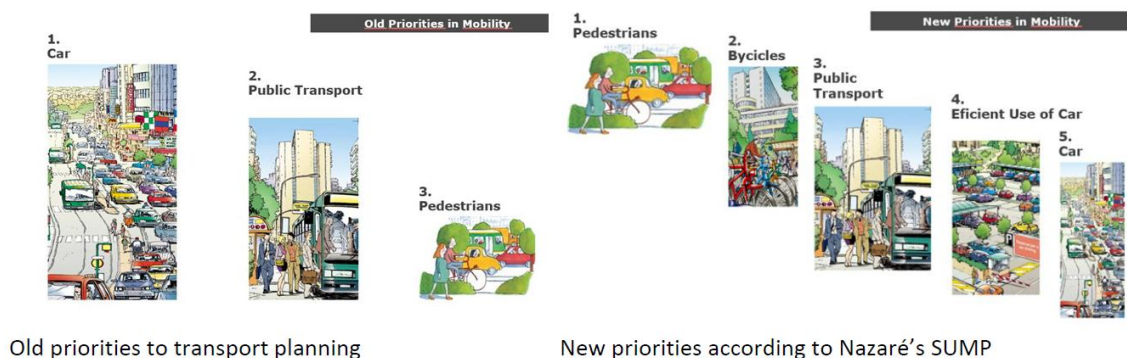 Old Priorities in Mobility
1.
Car
2.
Public Transport
3.
Pedestrians
Old priorities to transport planning
New Priorities in Mobility
1.
Pedestrians
2.
Bycicles
3.
Public
Transport
4.
Eficient Use of Car
5.
Car
New priorities according to Nazaré's SUMP